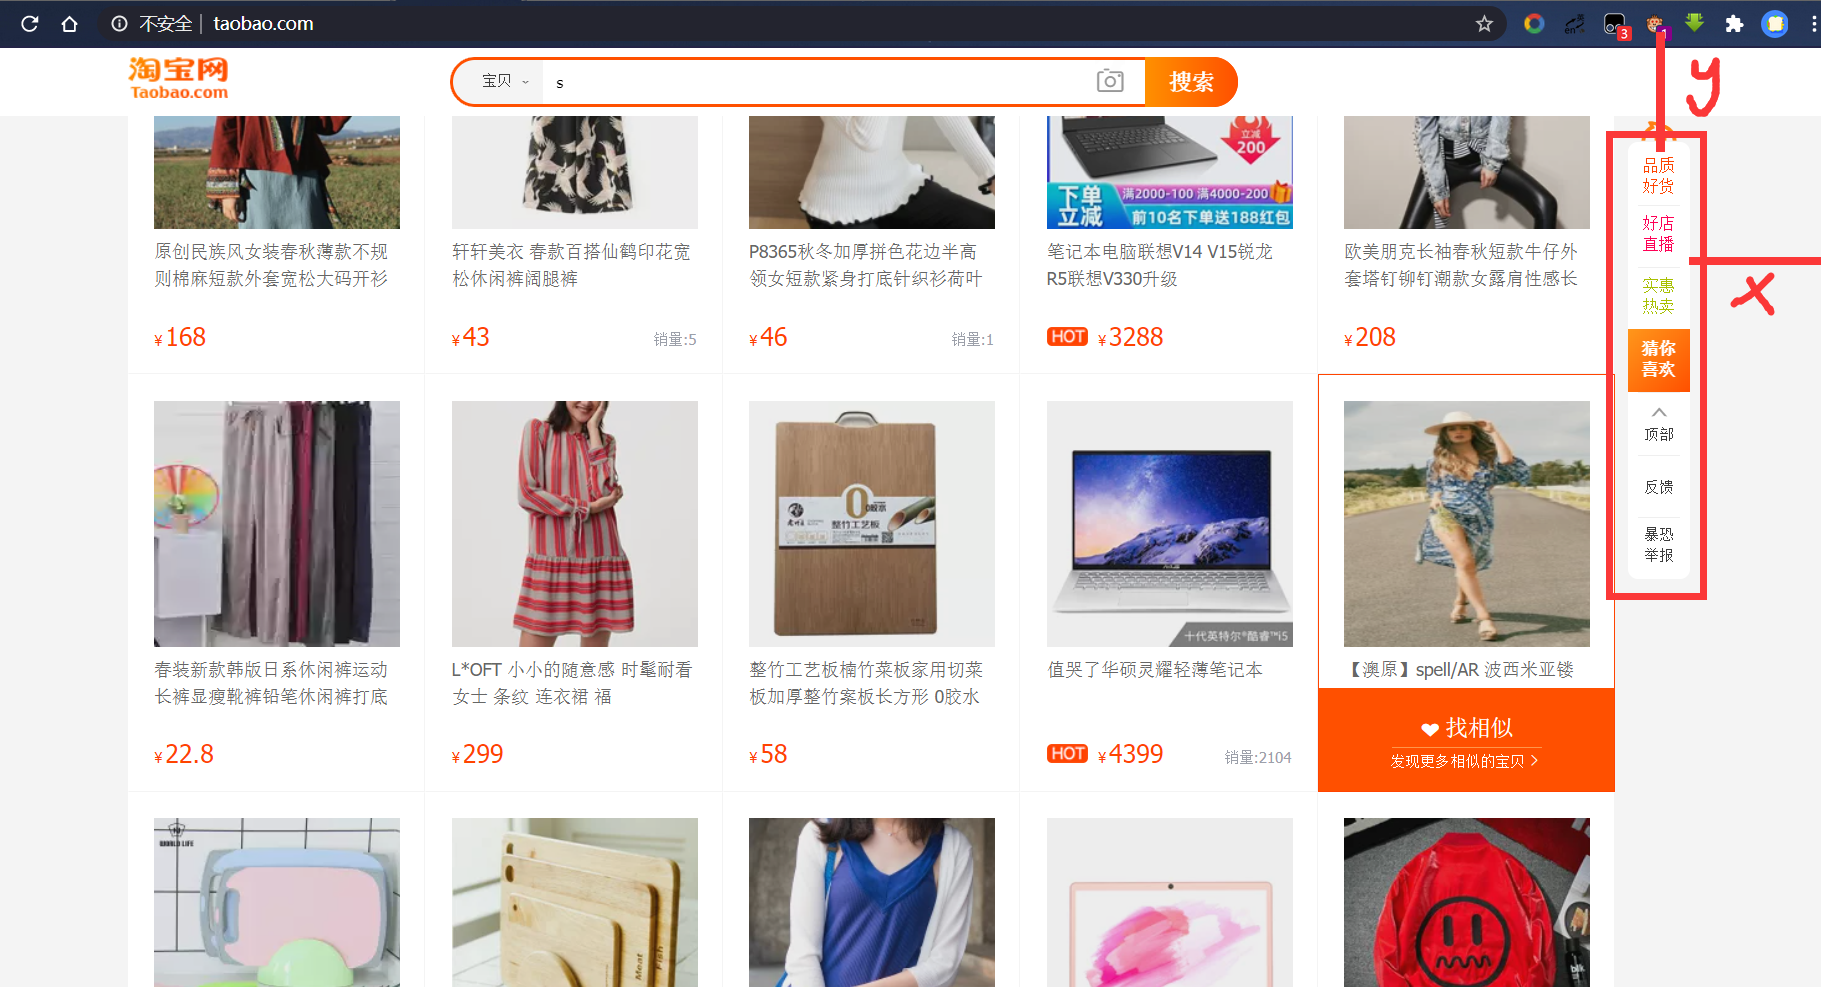 不安全 taobao.com
3
1
淘宝网
Taobao.com
宝贝
s
搜索
y
立减
200
下单
立减
满2000-100 满4000-200
前10名下单送188红包
原创民族风女装春秋薄款不规
则棉麻短款外套宽松大码开衫
¥168
轩轩美衣 春款百搭仙鹤印花宽
松休闲裤阔腿裤
¥43
销量:5
P8365秋冬加厚拼色花边半高
领女短款紧身打底针织衫荷叶
¥46
销量:1
笔记本电脑联想V14 V15锐龙
R5联想V330升级
HOT ¥3288
欧美朋克长袖春秋短款牛仔外
套塔钉铆钉潮款女露肩性感长
¥208
品质
好货
好店
直播
x
实惠
热卖
猜你
喜欢
顶部
反馈
暴恐
举报
春装新款韩版日系休闲裤运动
长裤显瘦靴裤铅笔休闲裤打底
¥22.8
L*OFT 小小的随意感 时髦耐看
女士 条纹 连衣裙 福
¥299
0胶水
整竹工艺板
整竹工艺板楠竹菜板家用切菜
板加厚整竹案板长方形 0胶水
¥58
十代英特尔®酷睿™i5
值哭了华硕灵耀轻薄笔记本
HOT ¥4399
销量:2104
【澳原】spell/AR 波西米亚镂
找相似
发现更多相似的宝贝
WORLD LIFE
Meat
Fish